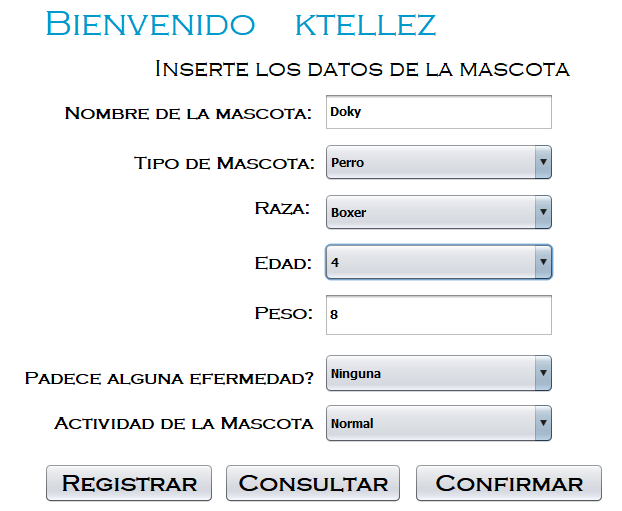 Bienvenido ktellez
Inserte los datos de la mascota
Nombre de la mascota: Doky
Tipo de Mascota: Perro
Raza: Boxer
Edad: 4
Peso: 8
Padece alguna efermedad? Ninguna
Actividad de la Mascota Normal
Registrar Consultar Confirmar